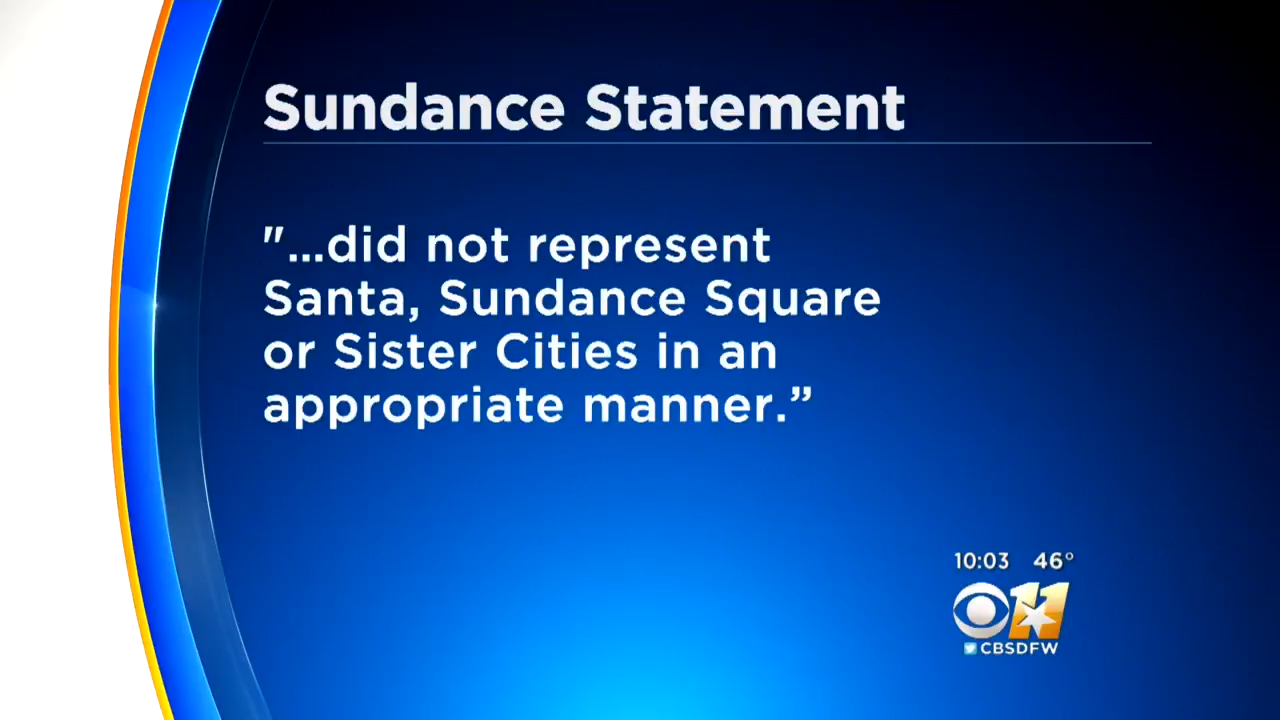 Sundance Statement
"...did not represent
Santa, Sundance Square
or Sister Cities in an
appropriate manner.”
10:03 46°
11
CBSDFW